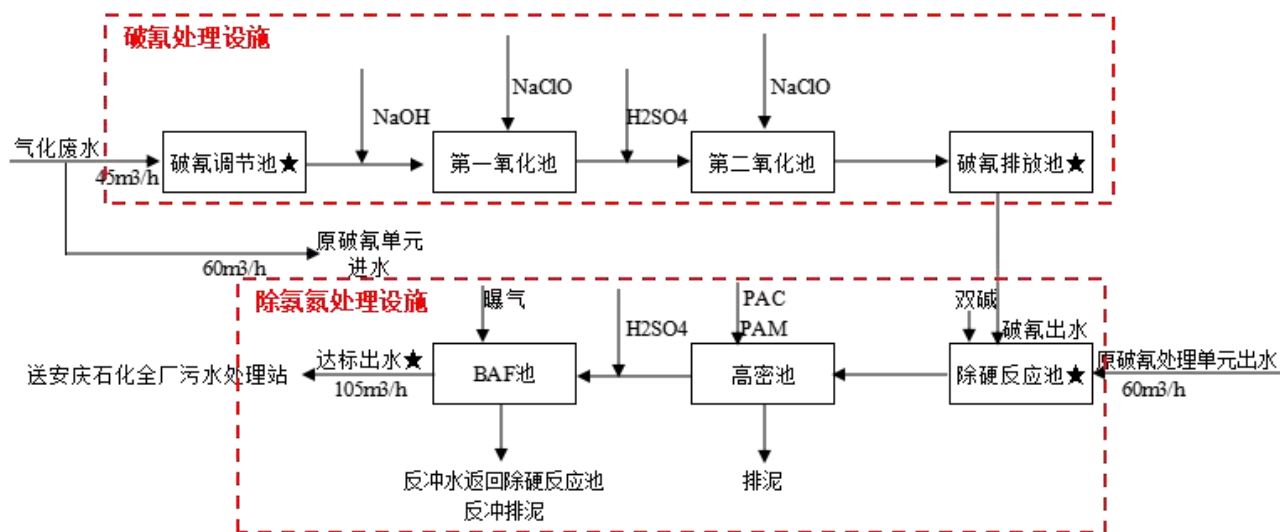 破氰处理设施
NaClO
NaClO
NaOH
H2SO4
气化废水
45m3/h
破氰调节池★
第一氧化池
第二氧化池
破氰排放池★
原破氰单元
进水
60m3/h
除氨氮处理设施
曝气
H2SO4
PAC
PAM
双碱
破氰出水
送安庆石化全厂污水处理站
达标出水★
105m3/h
BAF池
高密池
除硬反应池★
原破氰处理单元出水
60m3/h
反冲水返回除硬反应池
反冲排泥
排泥